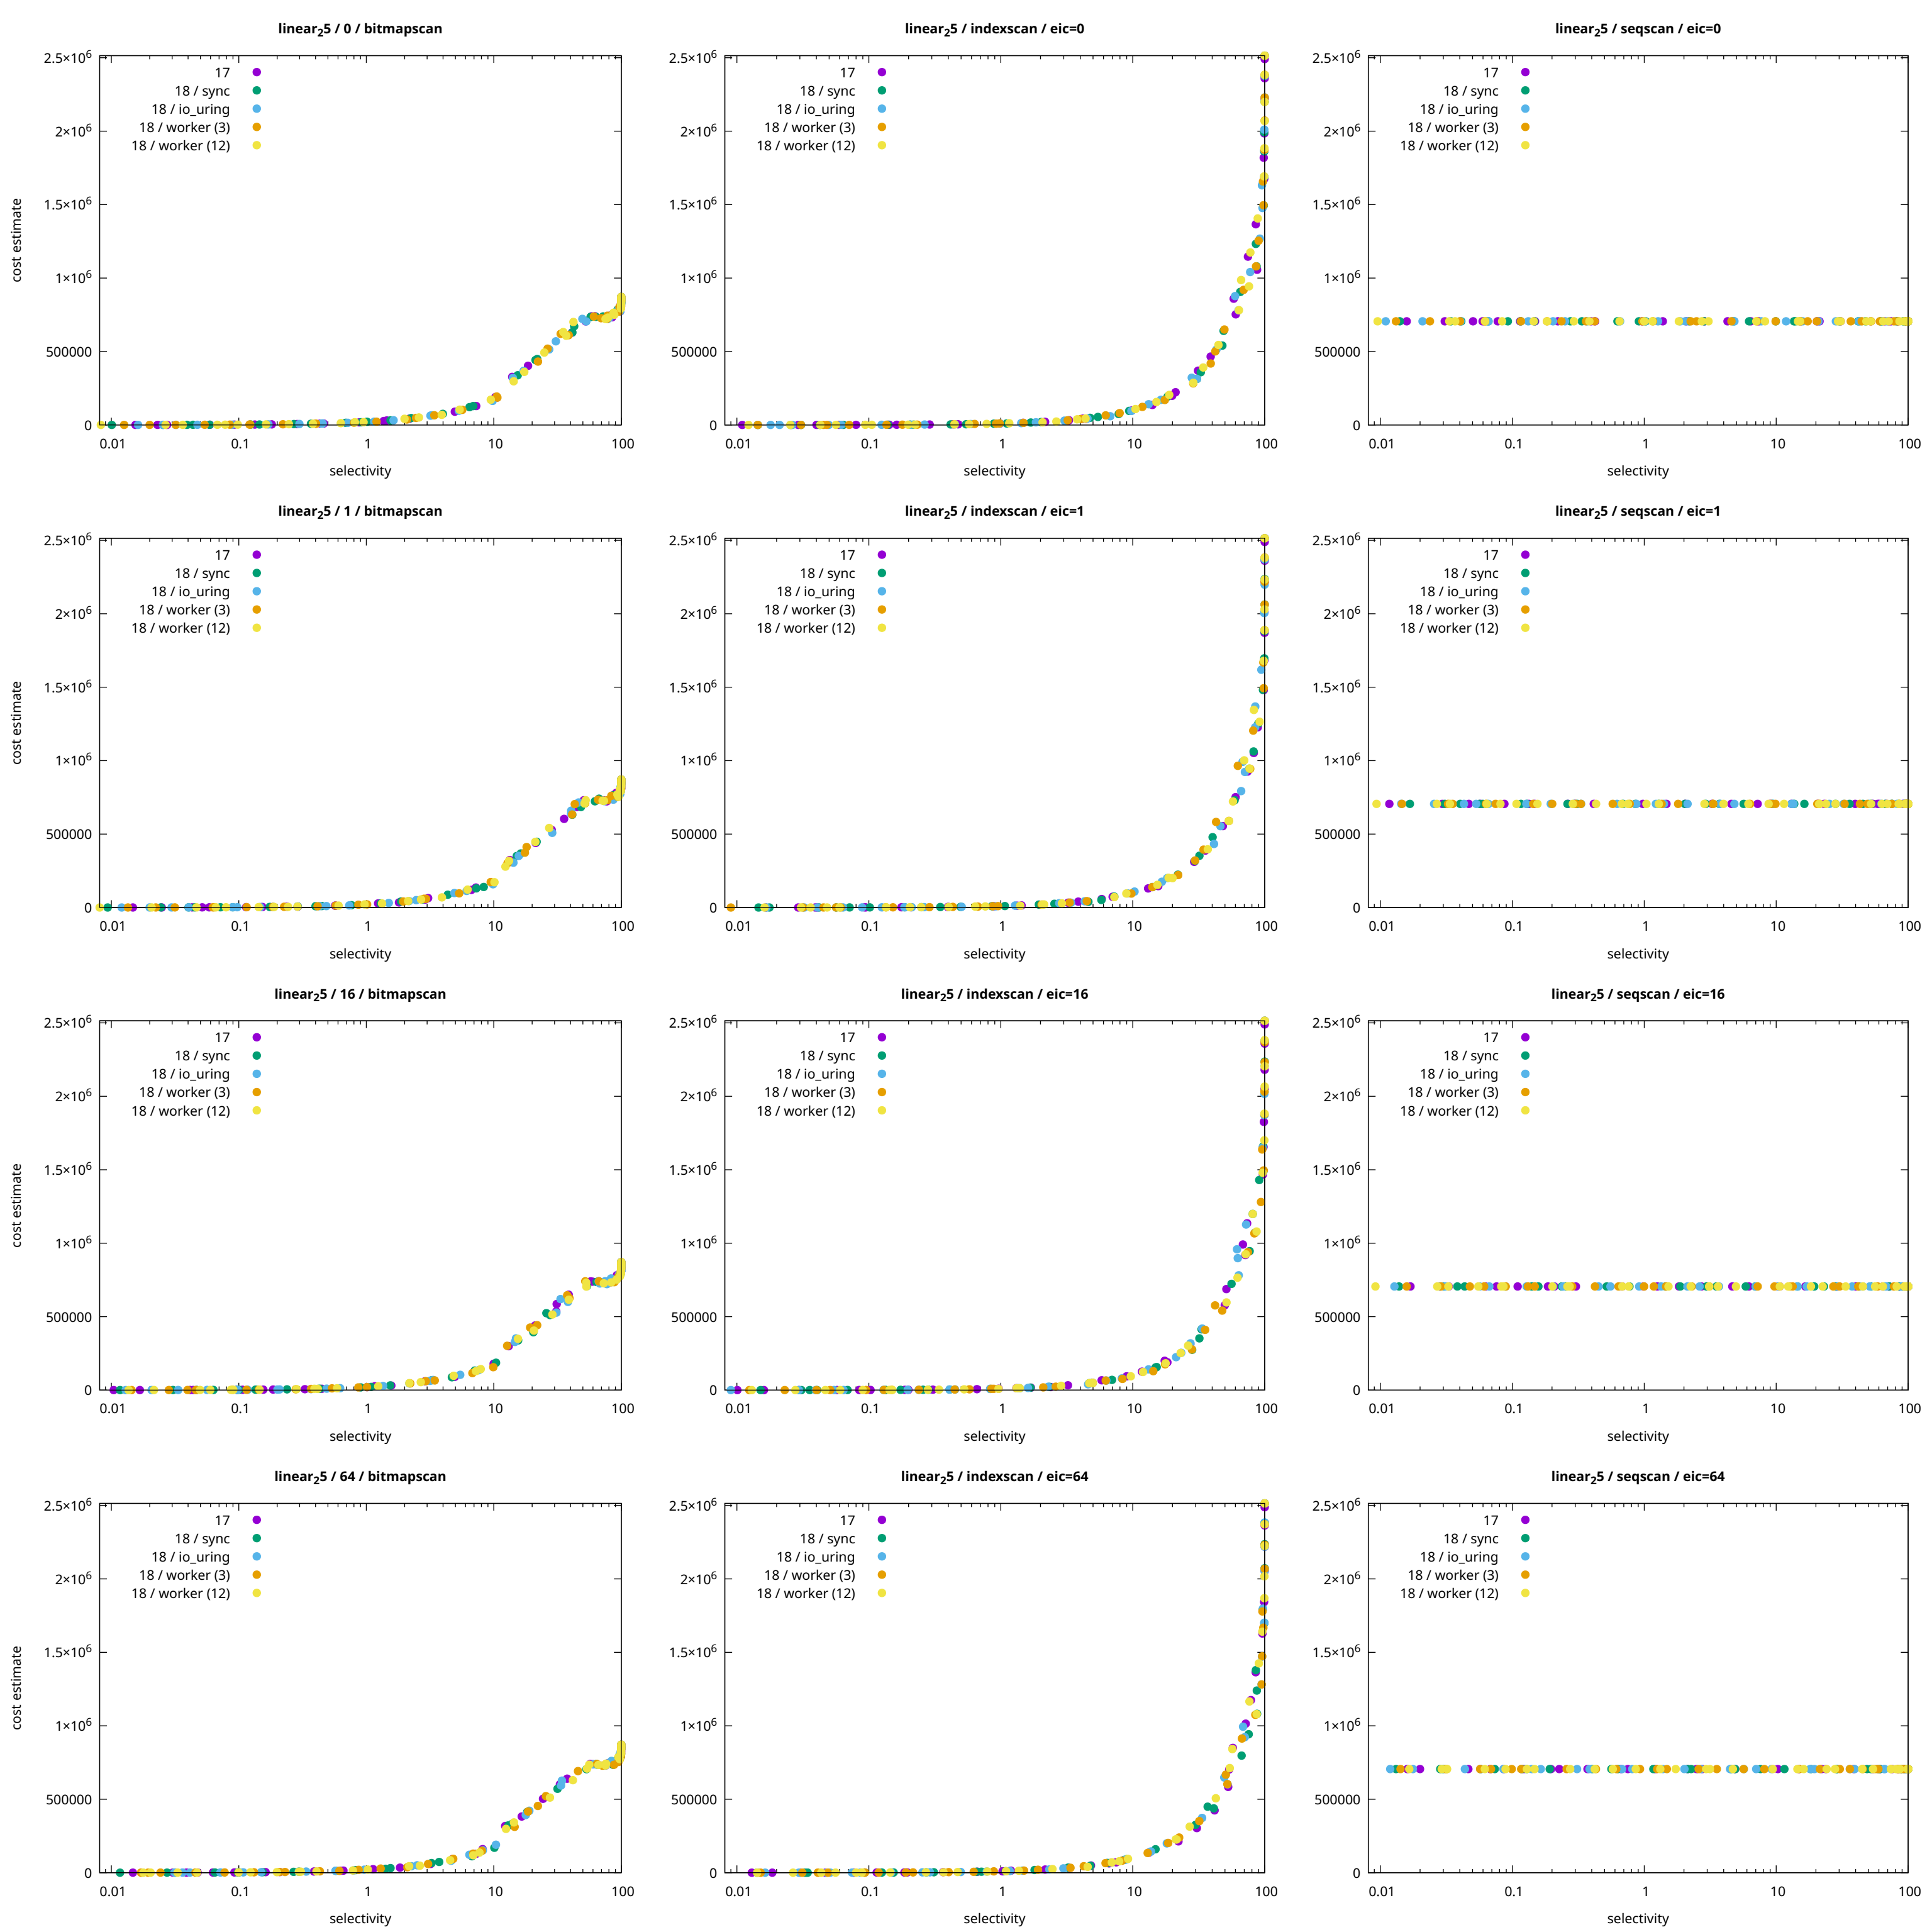 linear₂5 / 0 / bitmapscan
cost estimate
2.5×10⁶
2×10⁶
1.5×10⁶
1×10⁶
500000
0
17
18 / sync
18 / io_uring
18 / worker (3)
18 / worker (12)
0.01 0.1 1 10 100
selectivity
linear₂5 / indexscan / eic=0
2.5×10⁶
2×10⁶
1.5×10⁶
1×10⁶
500000
0
17
18 / sync
18 / io_uring
18 / worker (3)
18 / worker (12)
0.01 0.1 1 10 100
selectivity
linear₂5 / seqscan / eic=0
2.5×10⁶
2×10⁶
1.5×10⁶
1×10⁶
500000
0
17
18 / sync
18 / io_uring
18 / worker (3)
18 / worker (12)
0.01 0.1 1 10 100
selectivity
linear₂5 / 1 / bitmapscan
cost estimate
2.5×10⁶
2×10⁶
1.5×10⁶
1×10⁶
500000
0
17
18 / sync
18 / io_uring
18 / worker (3)
18 / worker (12)
0.01 0.1 1 10 100
selectivity
linear₂5 / indexscan / eic=1
2.5×10⁶
2×10⁶
1.5×10⁶
1×10⁶
500000
0
17
18 / sync
18 / io_uring
18 / worker (3)
18 / worker (12)
0.01 0.1 1 10 100
selectivity
linear₂5 / seqscan / eic=1
2.5×10⁶
2×10⁶
1.5×10⁶
1×10⁶
500000
0
17
18 / sync
18 / io_uring
18 / worker (3)
18 / worker (12)
0.01 0.1 1 10 100
selectivity
linear₂5 / 16 / bitmapscan
cost estimate
2.5×10⁶
2×10⁶
1.5×10⁶
1×10⁶
500000
0
17
18 / sync
18 / io_uring
18 / worker (3)
18 / worker (12)
0.01 0.1 1 10 100
selectivity
linear₂5 / indexscan / eic=16
2.5×10⁶
2×10⁶
1.5×10⁶
1×10⁶
500000
0
17
18 / sync
18 / io_uring
18 / worker (3)
18 / worker (12)
0.01 0.1 1 10 100
selectivity
linear₂5 / seqscan / eic=16
2.5×10⁶
2×10⁶
1.5×10⁶
1×10⁶
500000
0
17
18 / sync
18 / io_uring
18 / worker (3)
18 / worker (12)
0.01 0.1 1 10 100
selectivity
linear₂5 / 64 / bitmapscan
cost estimate
2.5×10⁶
2×10⁶
1.5×10⁶
1×10⁶
500000
0
17
18 / sync
18 / io_uring
18 / worker (3)
18 / worker (12)
0.01 0.1 1 10 100
selectivity
linear₂5 / indexscan / eic=64
2.5×10⁶
2×10⁶
1.5×10⁶
1×10⁶
500000
0
17
18 / sync
18 / io_uring
18 / worker (3)
18 / worker (12)
0.01 0.1 1 10 100
selectivity
linear₂5 / seqscan / eic=64
2.5×10⁶
2×10⁶
1.5×10⁶
1×10⁶
500000
0
17
18 / sync
18 / io_uring
18 / worker (3)
18 / worker (12)
0.01 0.1 1 10 100
selectivity